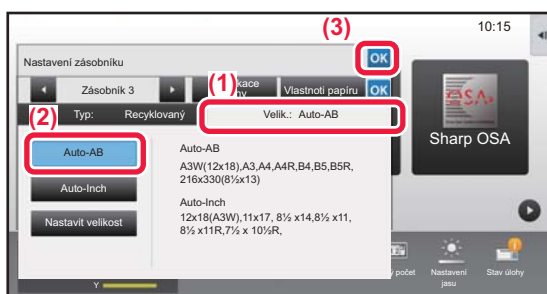 10:15
(3)
Nastavení zásobníku
OK
(1)
Zásobník 3
Vlastnoti papíru
OK
(2)
Typ: Recyklovaný
Velik.: Auto-AB
OSA
Sharp OSA
Auto-AB
Auto-AB
A3W(12x18),A3,A4,A4R,B4,B5,B5R,
216x330(8½x13)
Auto-Inch
Auto-Inch
12x18(A3W),11x17, 8½ x14,8½ x11,
8½ x11R,7½ x 10½R,
Nastavit velikost
počet
Nastavení
jasu
Stav úlohy
Y